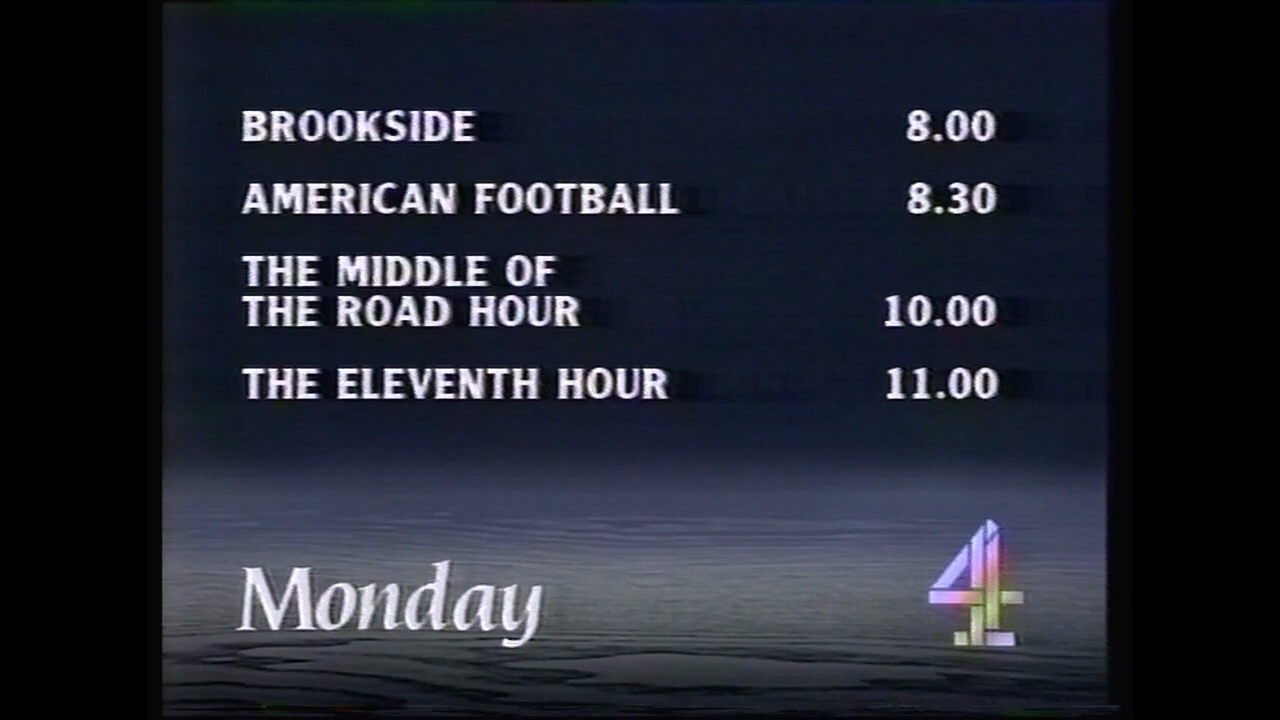 BROOKSIDE 8.00
AMERICAN FOOTBALL 8.30
THE MIDDLE OF
THE ROAD HOUR 10.00
THE ELEVENTH HOUR 11.00
Monday 4